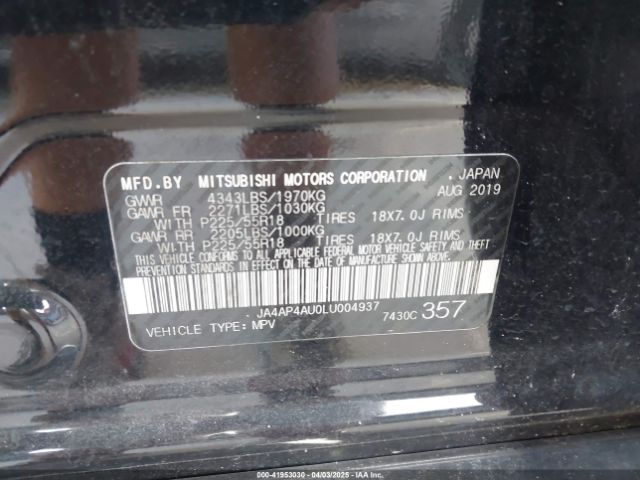 MFD.BY MITSUBISHI MOTORS CORPORATION .JAPAN
GVWR 4343LBS/1970KG AUG 2019
GAWR FR 2271LBS/1030KG
WITH P225/55R18 TIRES 18X7.0J RIMS
GAWR RR 2205LBS/1000KG
WITH P225/55R18 TIRES 18X7.0J RIMS
THIS VEHICLE CONFORMS TO ALL APPLICABLE FEDERAL MOTOR VEHICLE SAFETY AND THEFT
PREVENTION STANDARDS IN EFFECT ON THE DATE OF MANUFACTURE SHOWN ABOVE.
JA4AP4AU0LU004937
VEHICLE TYPE: MPV 7430C 357
000-41953030 - 04/03/2025 - IAAI.COM